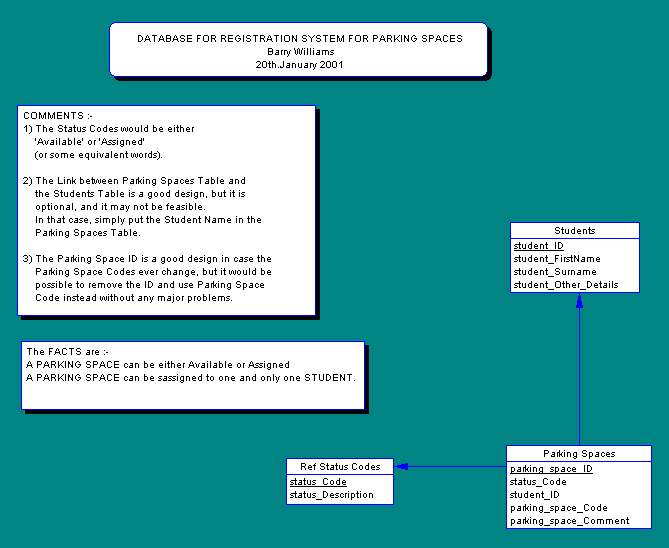 DATABASE FOR REGISTRATION SYSTEM FOR PARKING SPACES
Barry Williams
20th.January 2001
COMMENTS :-
1) The Status Codes would be either
'Available' or 'Assigned'
(or some equivalent words).
2) The Link between Parking Spaces Table and
the Students Table is a good design, but it is
optional, and it may not be feasible.
In that case, simply put the Student Name in the
Parking Spaces Table.
3) The Parking Space ID is a good design in case the
Parking Space Codes ever change, but it would be
possible to remove the ID and use Parking Space
Code instead without any major problems.
The FACTS are :-
A PARKING SPACE can be either Available or Assigned
A PARKING SPACE can be sassigned to one and only one STUDENT.
Students
student_ID
student_FirstName
student_Surname
student_Other_Details
Ref Status Codes
status_Code
status_Description
Parking Spaces
parking_space_ID
status_Code
student_ID
parking_space_Code
parking_space_Comment